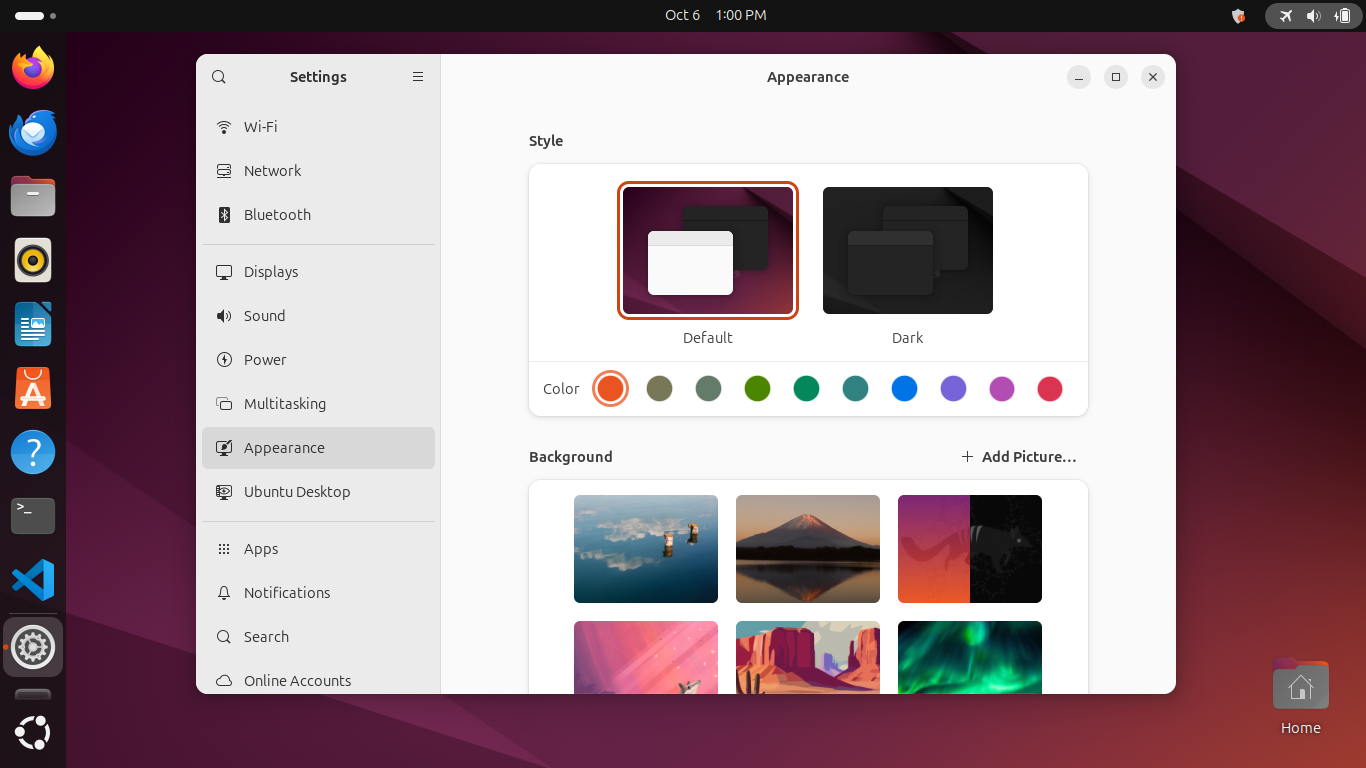 Oct 6 1:00 PM
Settings
Appearance
Wi-Fi
Network
Bluetooth
Displays
Sound
Power
Multitasking
Appearance
Ubuntu Desktop
Apps
Notifications
Search
Online Accounts
Style
Default
Dark
Color
Background
Add Picture…
Home